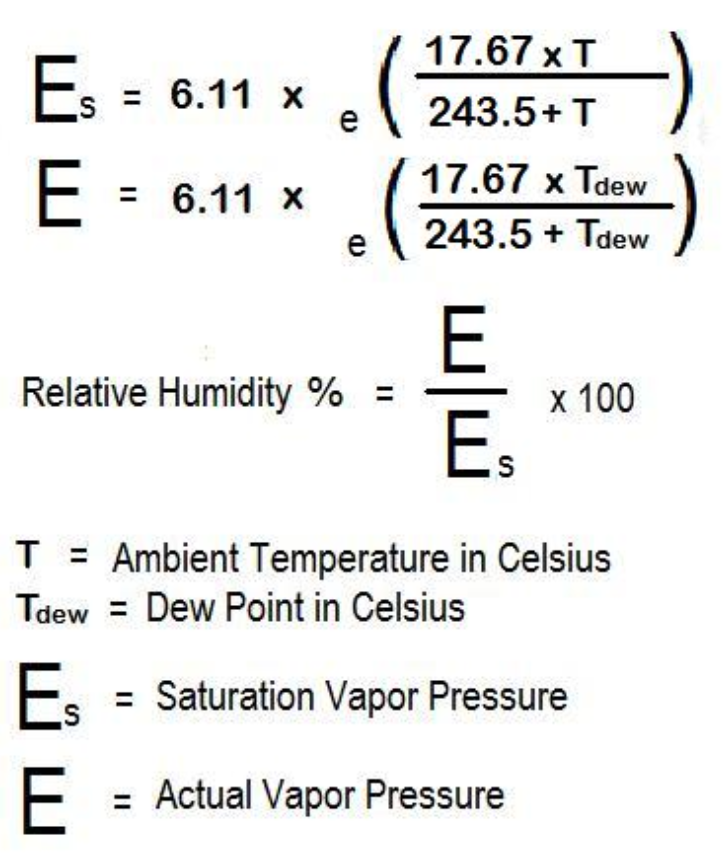 Es = 6.11 x e ( 17.67 x T / 243.5 + T )
E = 6.11 x e ( 17.67 x Tdew / 243.5 + Tdew )
Relative Humidity % = E / Es x 100
T = Ambient Temperature in Celsius
Tdew = Dew Point in Celsius
Es = Saturation Vapor Pressure
E = Actual Vapor Pressure